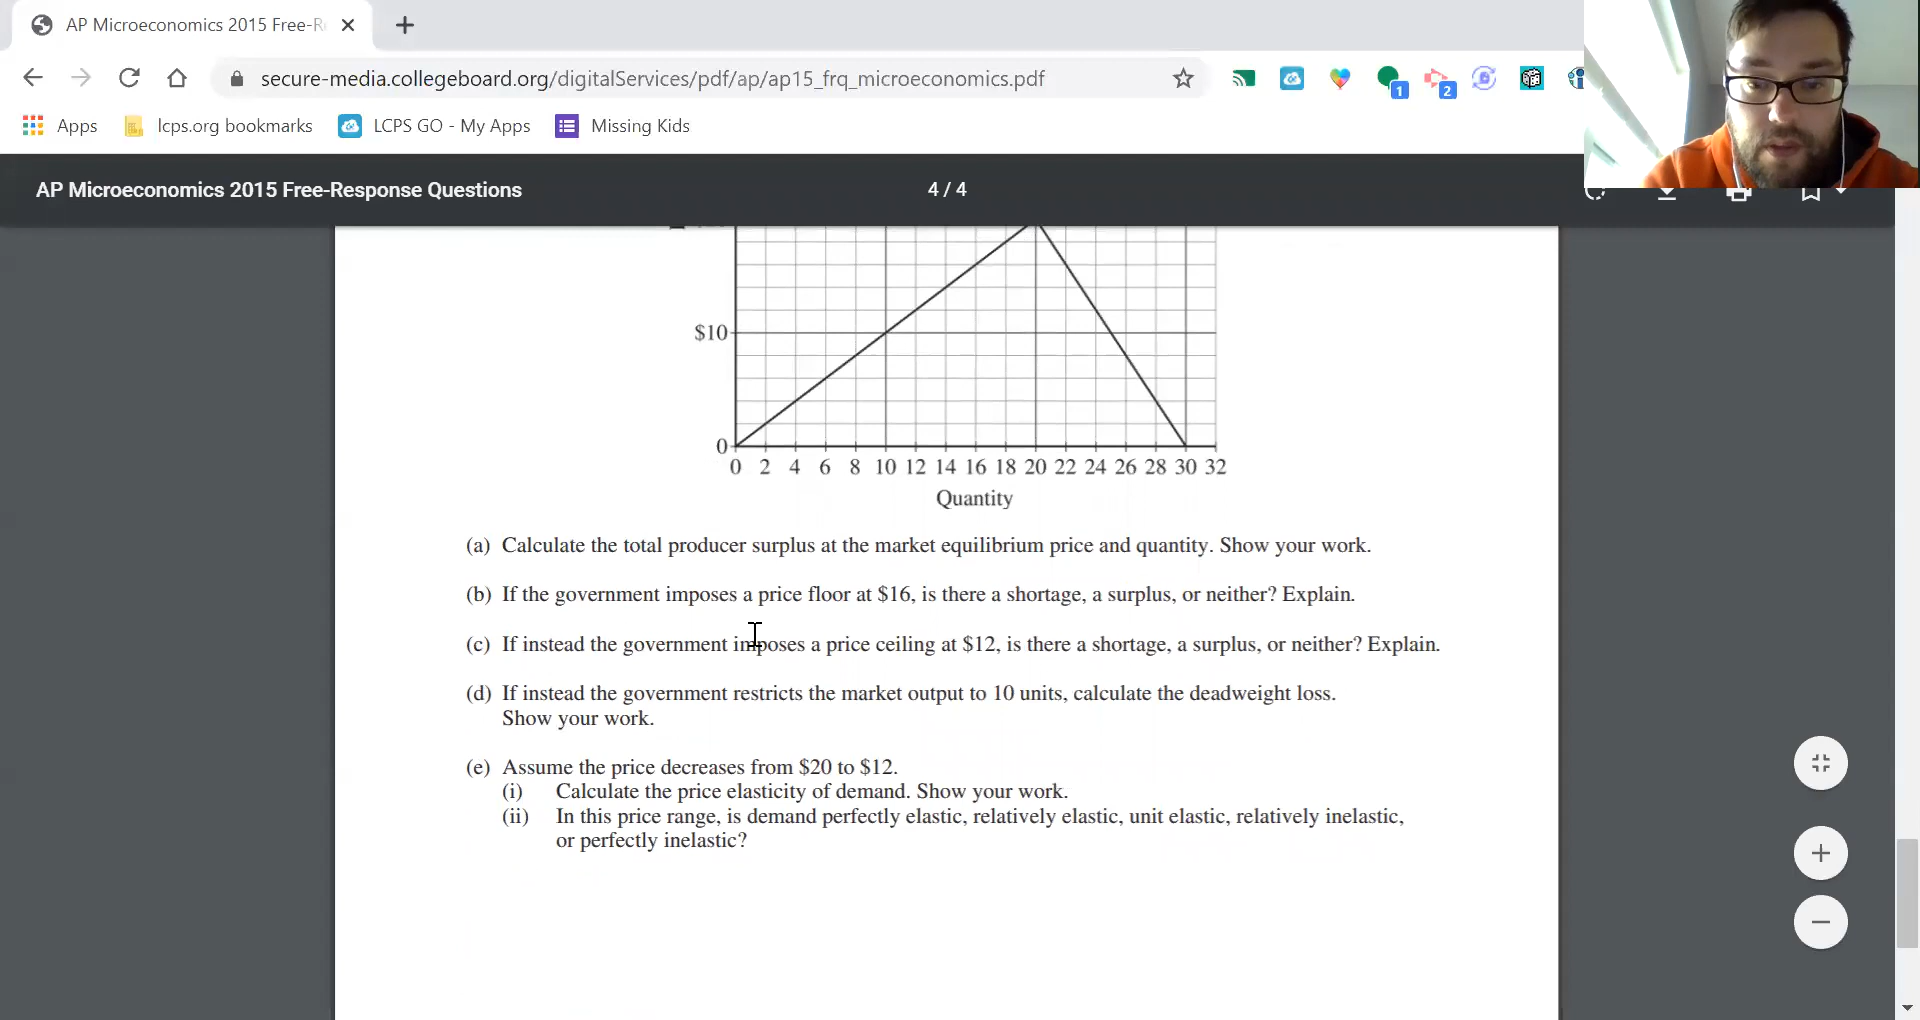 AP Microeconomics 2015 Free-R
secure-media.collegeboard.org/digitalServices/pdf/ap/ap15_frq_microeconomics.pdf
1
2
Apps
lcps.org bookmarks
LCPS GO - My Apps
Missing Kids
AP Microeconomics 2015 Free-Response Questions
4 / 4
$10
0
0 2 4 6 8 10 12 14 16 18 20 22 24 26 28 30 32
Quantity
(a) Calculate the total producer surplus at the market equilibrium price and quantity. Show your work.
(b) If the government imposes a price floor at $16, is there a shortage, a surplus, or neither? Explain.
(c) If instead the government imposes a price ceiling at $12, is there a shortage, a surplus, or neither? Explain.
(d) If instead the government restricts the market output to 10 units, calculate the deadweight loss.
Show your work.
(e) Assume the price decreases from $20 to $12.
(i) Calculate the price elasticity of demand. Show your work.
(ii) In this price range, is demand perfectly elastic, relatively elastic, unit elastic, relatively inelastic,
or perfectly inelastic?